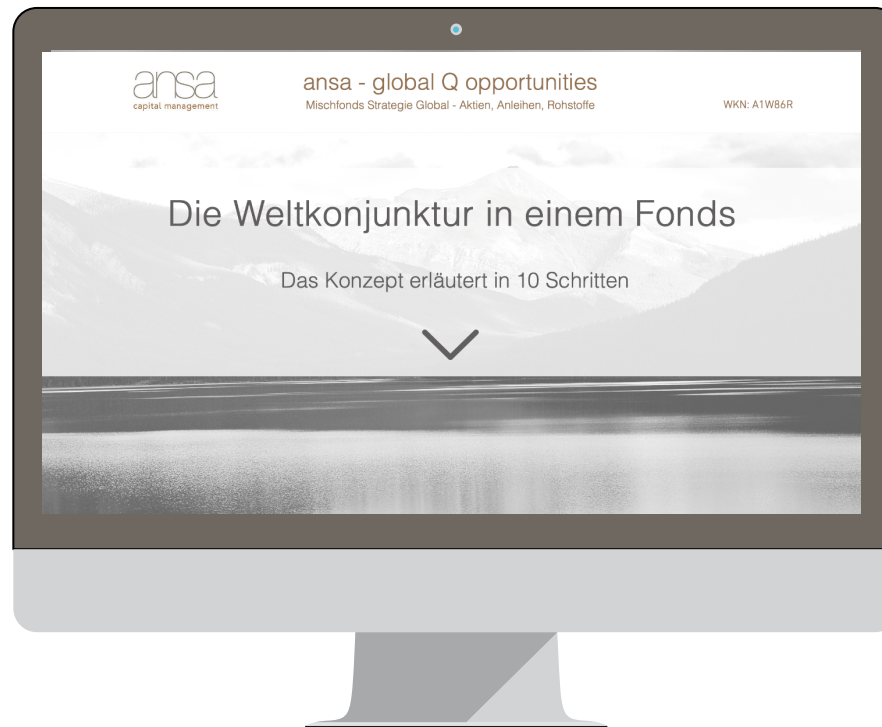 ansa
capital management
ansa - global Q opportunities
Mischfonds Strategie Global - Aktien, Anleihen, Rohstoffe
WKN: A1W86R
Die Weltkonjunktur in einem Fonds
Das Konzept erläutert in 10 Schritten